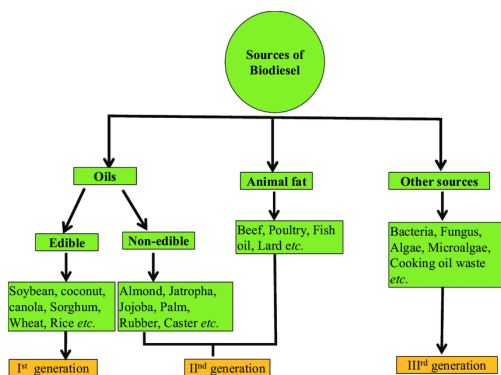 Sources of
Biodiesel
Oils
Animal fat
Other sources
Edible
Non-edible
Beef, Poultry, Fish
oil, Lard etc.
Bacteria, Fungus,
Algae, Microalgae,
Cooking oil waste
etc.
Soybean, coconut,
canola, Sorghum,
Wheat, Rice etc.
Almond, Jatropha,
Jojoba, Palm,
Rubber, Caster etc.
Ist generation
IInd generation
IIIrd generation